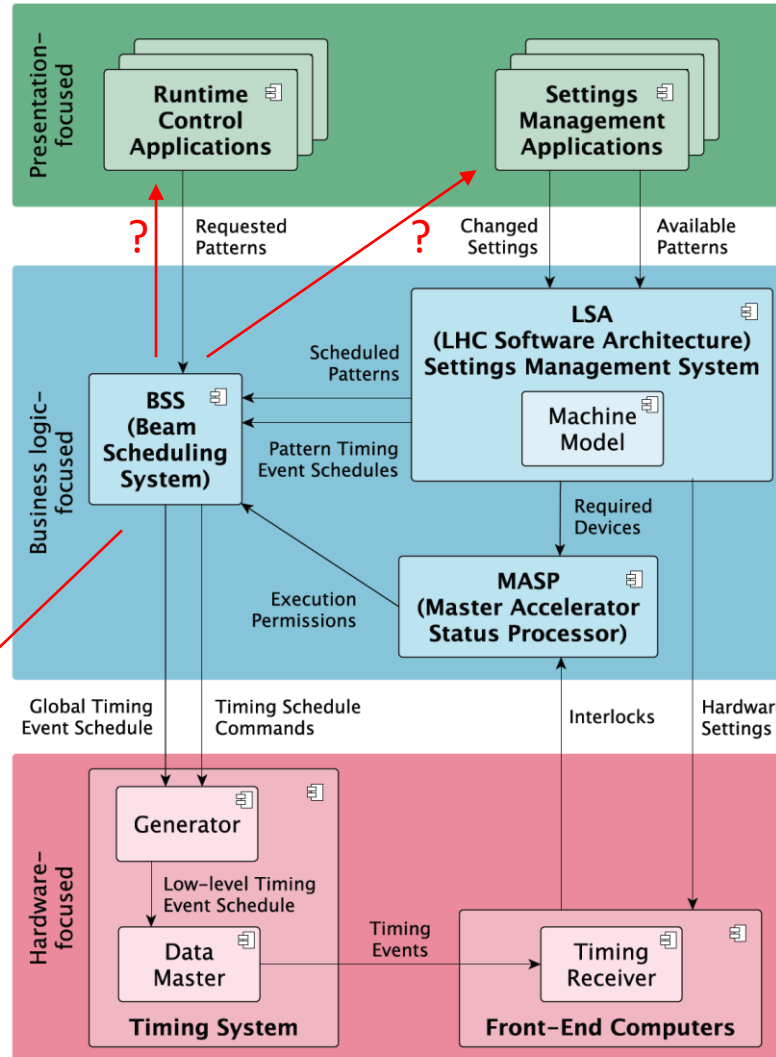 Presentation-
focused
Runtime
Control
Applications
Settings
Management
Applications
?
Requested
Patterns
?
Changed
Settings
Available
Patterns
Business logic-
focused
LSA
(LHC Software Architecture)
Settings Management System
Machine
Model
Scheduled
Patterns
BSS
(Beam
Scheduling
System)
Pattern Timing
Event Schedules
Required
Devices
MASP
(Master Accelerator
Status Processor)
Execution
Permissions
Global Timing
Event Schedule
Timing Schedule
Commands
Interlocks
Hardware
Settings
Hardware-
focused
Generator
Low-level Timing
Event Schedule
Data
Master
Timing
Events
Timing
Receiver
Timing System
Front-End Computers